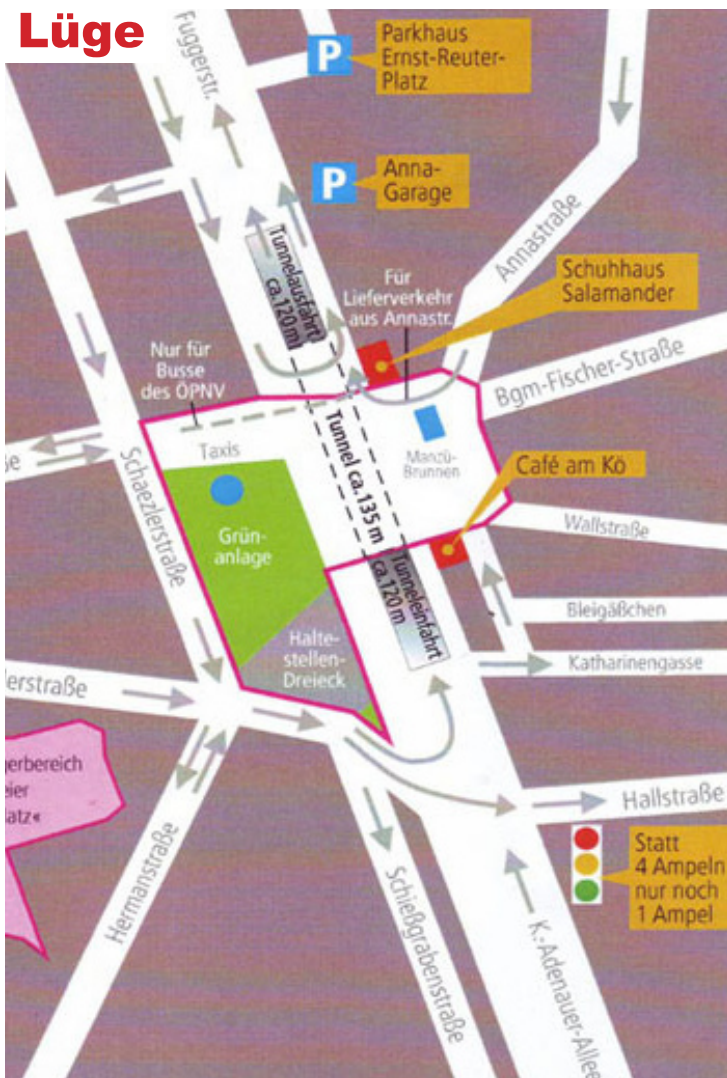 Lüge
Fuggerstr.
P
Parkhaus
Ernst-Reuter-
Platz
P
Anna-
Garage
Annastraße
Tunnelausfahrt
ca.120 m
Für
Lieferverkehr
aus Annastr.
Schuhhaus
Salamander
Nur für
Busse
des ÖPNV
Bgm-Fischer-Straße
Taxis
Tunnel ca. 135 m
Manzù-
Brunnen
Café am Kö
ße
Schaezlerstraße
Grün-
anlage
Wallstraße
Tunneleinfahrt
ca.120 m
Bleigäßchen
Halte-
stellen-
Dreieck
Katharinengasse
lerstraße
gerbereich
eier
atz«
Hallstraße
Hermanstraße
Schießgrabenstraße
Statt
4 Ampeln
nur noch
1 Ampel
K.-Adenauer-Allee